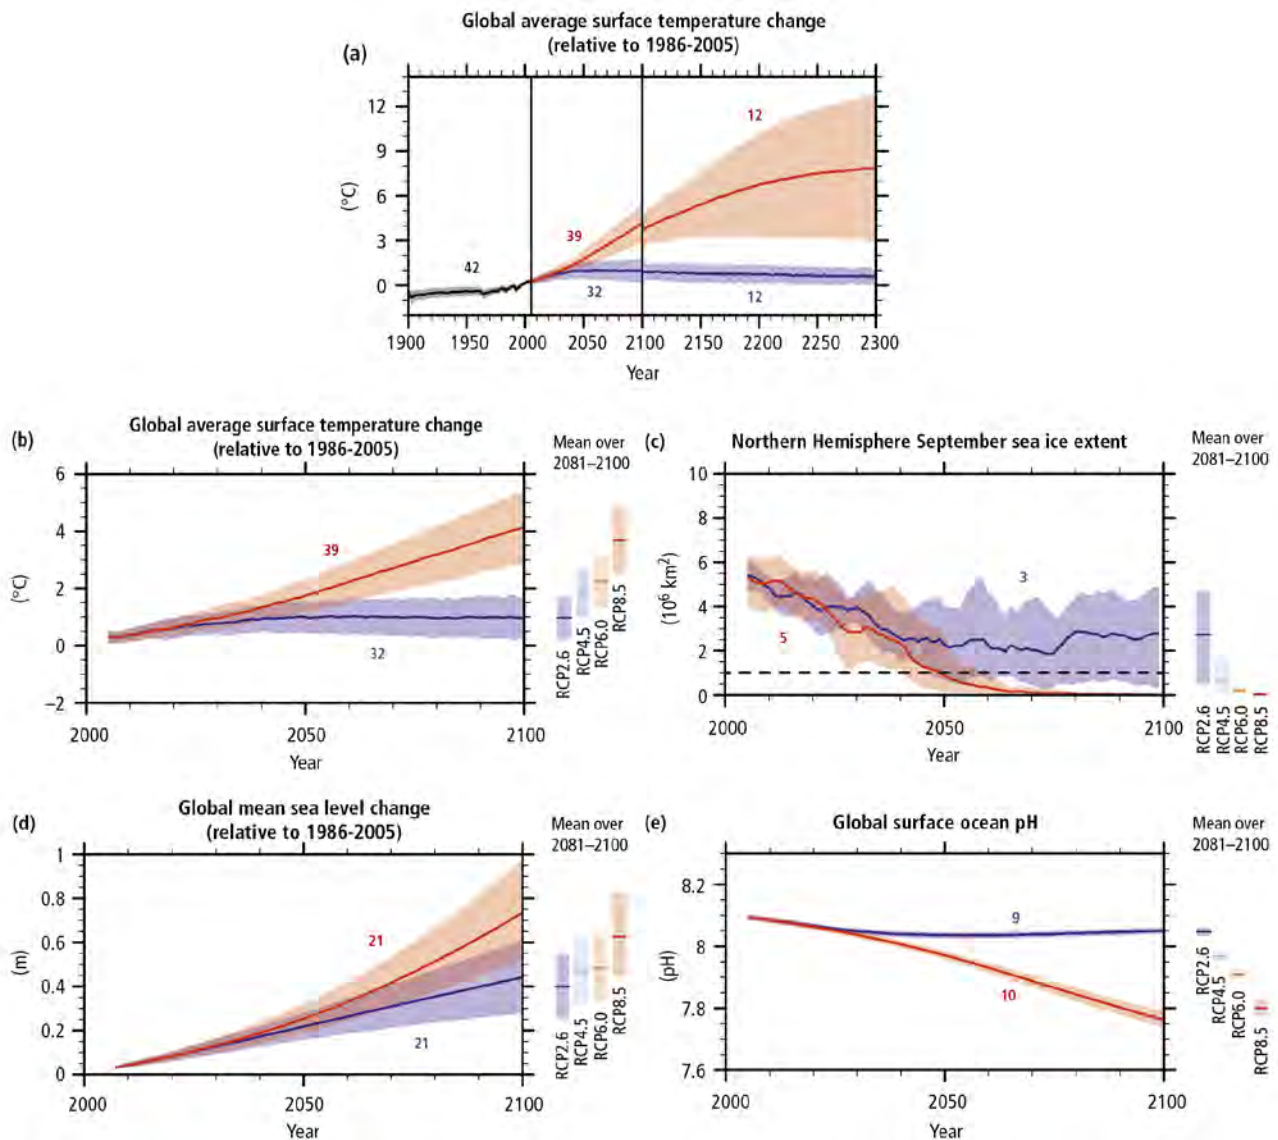 Global average surface temperature change
(relative to 1986-2005)
(a)
12
9
6
3
0
(°C)
12
39
42
32
12
1900 1950 2000 2050 2100 2150 2200 2250 2300
Year
(b)
Global average surface temperature change
(relative to 1986-2005)
Mean over
2081–2100
6
4
2
0
−2
(°C)
39
32
RCP2.6
RCP4.5
RCP6.0
RCP8.5
2000 2050 2100
Year
(c)
Northern Hemisphere September sea ice extent
Mean over
2081–2100
10
8
6
4
2
0
(10⁶ km²)
3
5
RCP2.6
RCP4.5
RCP6.0
RCP8.5
2000 2050 2100
Year
(d)
Global mean sea level change
(relative to 1986-2005)
Mean over
2081–2100
1
0.8
0.6
0.4
0.2
0
(m)
21
21
RCP2.6
RCP4.5
RCP6.0
RCP8.5
2000 2050 2100
Year
(e)
Global surface ocean pH
Mean over
2081–2100
8.2
8
7.8
7.6
(pH)
9
10
RCP2.6
RCP4.5
RCP6.0
RCP8.5
2000 2050 2100
Year